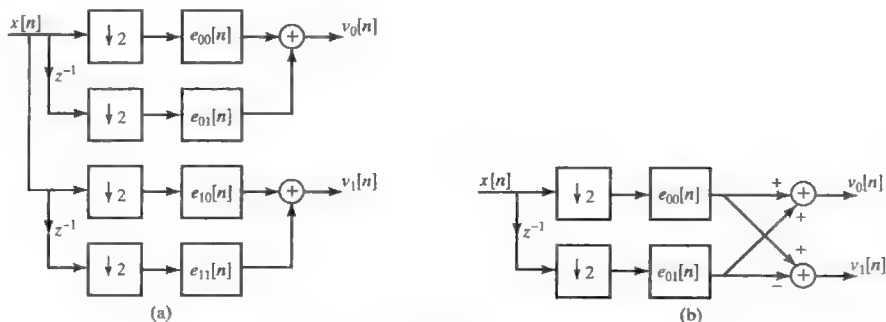 x[n]
↓ 2
e₀₀[n]
+
v₀[n]
z⁻¹
↓ 2
e₀₁[n]
↓ 2
e₁₀[n]
+
v₁[n]
z⁻¹
↓ 2
e₁₁[n]
(a)
x[n]
↓ 2
e₀₀[n]
+
+
v₀[n]
+
z⁻¹
↓ 2
e₀₁[n]
+
−
+
v₁[n]
(b)